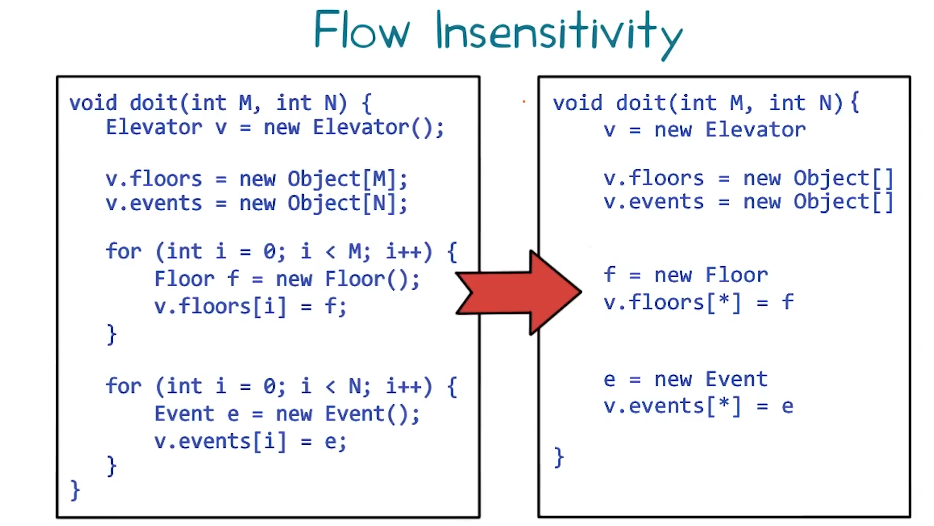 Flow Insensitivity
void doit(int M, int N) {
Elevator v = new Elevator();
v.floors = new Object[M];
v.events = new Object[N];
for (int i = 0; i < M; i++) {
Floor f = new Floor();
v.floors[i] = f;
}
for (int i = 0; i < N; i++) {
Event e = new Event();
v.events[i] = e;
}
}
void doit(int M, int N) {
v = new Elevator
v.floors = new Object[]
v.events = new Object[]
f = new Floor
v.floors[*] = f
e = new Event
v.events[*] = e
}